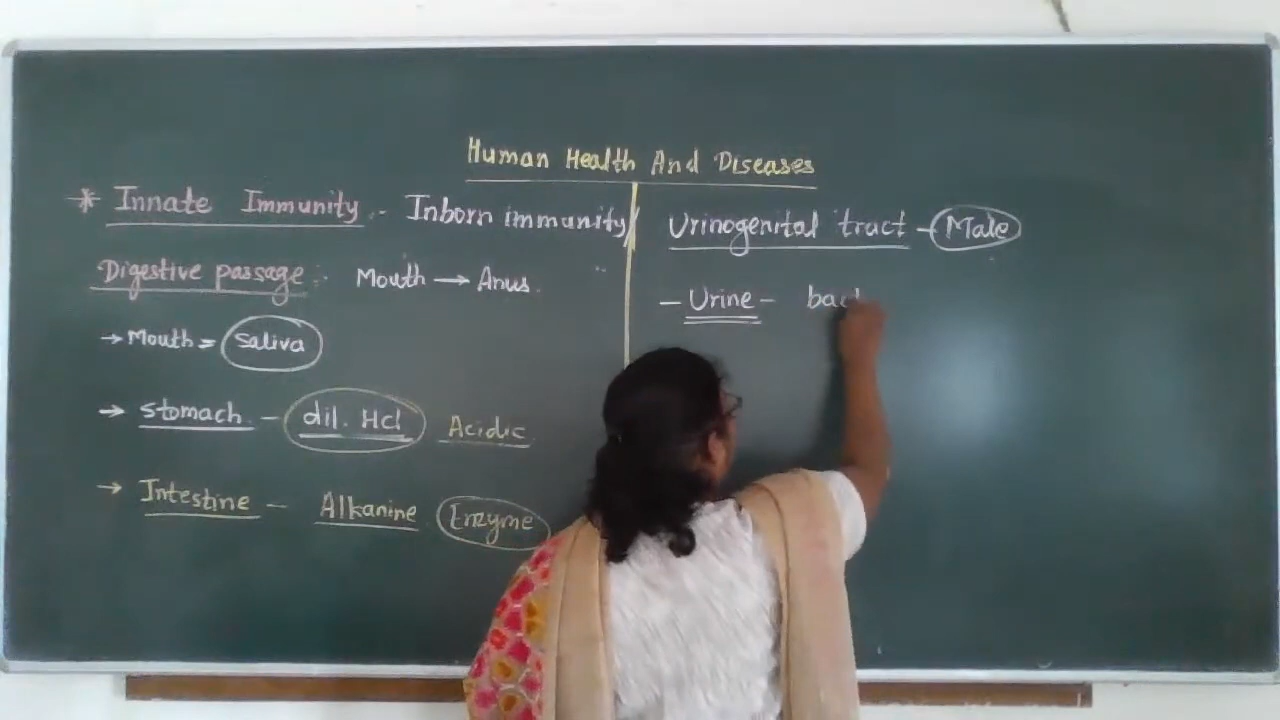 Human Health And Diseases
* Innate Immunity :- Inborn immunity
Digestive passage :- Mouth → Anus.
→ Mouth = Saliva
→ Stomach. - dil. Hcl Acidic
→ Intestine - Alkanine Enzyme
Urinogenital tract - Male
- Urine -